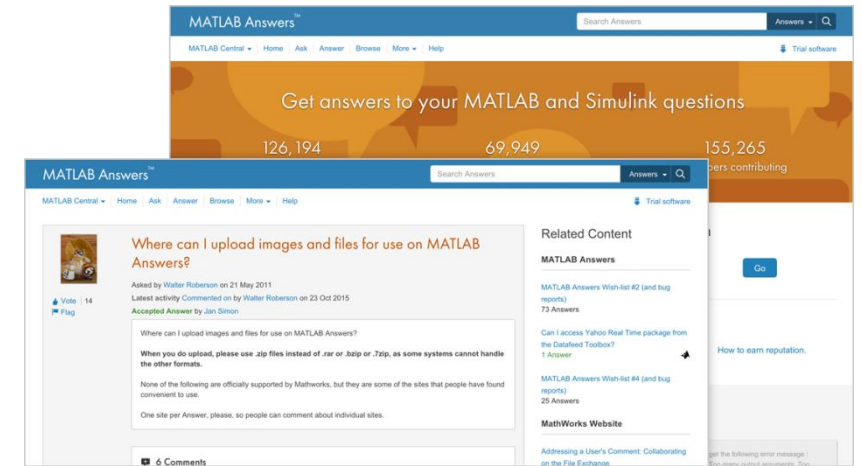 MATLAB Answers™
Search Answers
Answers
MATLAB Central Home Ask Answer Browse More Help
Trial software
Get answers to your MATLAB and Simulink questions
126,194 69,949 155,265
contributing
MATLAB Answers™
Search Answers
Answers
MATLAB Central Home Ask Answer Browse More Help
Trial software
Where can I upload images and files for use on MATLAB
Answers?
Asked by Walter Roberson on 21 May 2011
Latest activity Commented on by Walter Roberson on 23 Oct 2015
Accepted Answer by Jan Simon
Vote 14
Flag
Where can I upload images and files for use on MATLAB Answers?
When you do upload, please use .zip files instead of .rar or .bzip or .7zip, as some systems cannot handle
the other formats.
None of the following are officially supported by Mathworks, but they are some of the sites that people have found
convenient to use.
One site per Answer, please, so people can comment about individual sites.
6 Comments
Related Content
MATLAB Answers
MATLAB Answers Wish-list #2 (and bug
reports)
73 Answers
Can I access Yahoo Real Time package from
the Datafeed Toolbox?
1 Answer
MATLAB Answers Wish-list #4 (and bug
reports)
25 Answers
MathWorks Website
Addressing a User's Comment: Collaborating
on the File Exchange
Go
How to earn reputation.
get the following error message
Too many output arguments. Too